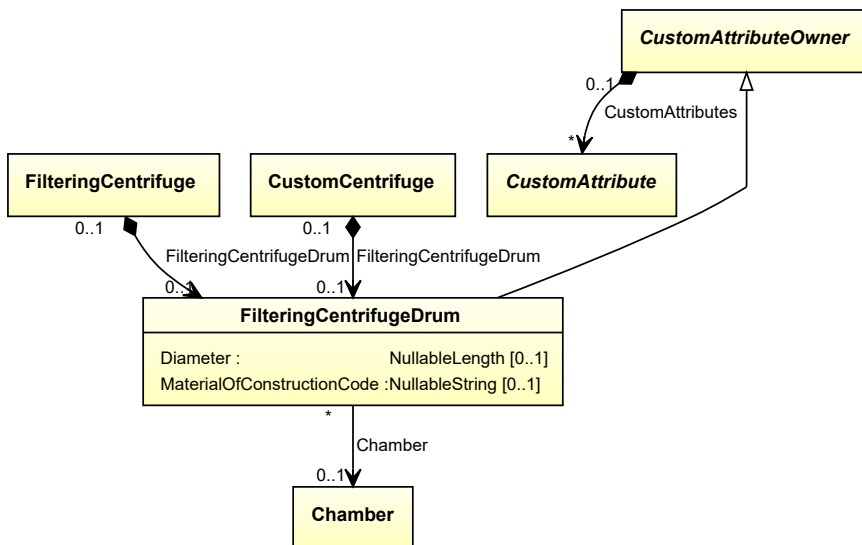 CustomAttributeOwner
0..1
CustomAttributes
*
FilteringCentrifuge
CustomCentrifuge
CustomAttribute
0..1
0..1
FilteringCentrifugeDrum
FilteringCentrifugeDrum
0..1
0..1
FilteringCentrifugeDrum
Diameter : NullableLength [0..1]
MaterialOfConstructionCode :NullableString [0..1]
*
Chamber
0..1
Chamber